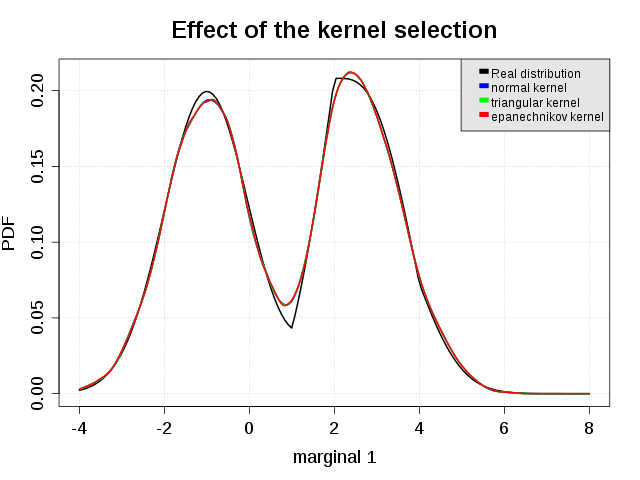 Effect of the kernel selection
Real distribution
normal kernel
triangular kernel
epanechnikov kernel
PDF
0.20
0.15
0.10
0.05
0.00
-4 -2 0 2 4 6 8
marginal 1